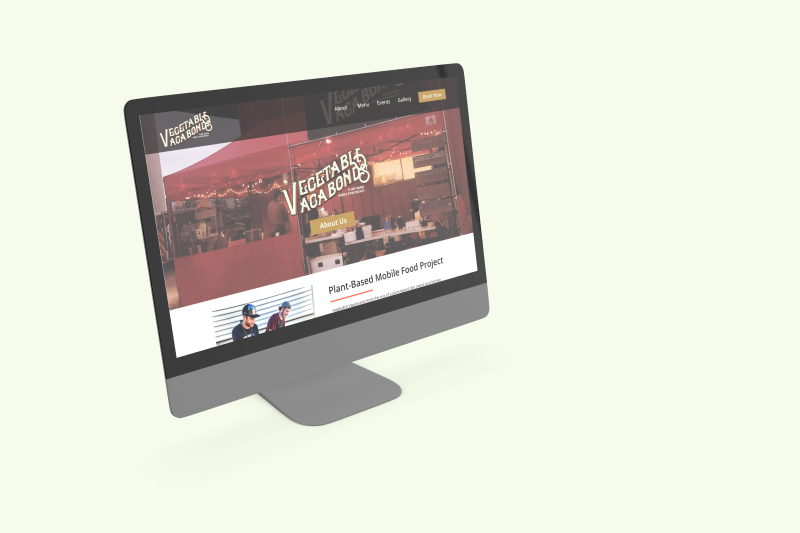 VEGETABLE
VAGABONDS
About
Menu
Events
Gallery
Book Now
VEGETABLE
VAGABONDS
PLANT-BASED
MOBILE FOOD PROJECT
About Us
Plant-Based Mobile Food Project